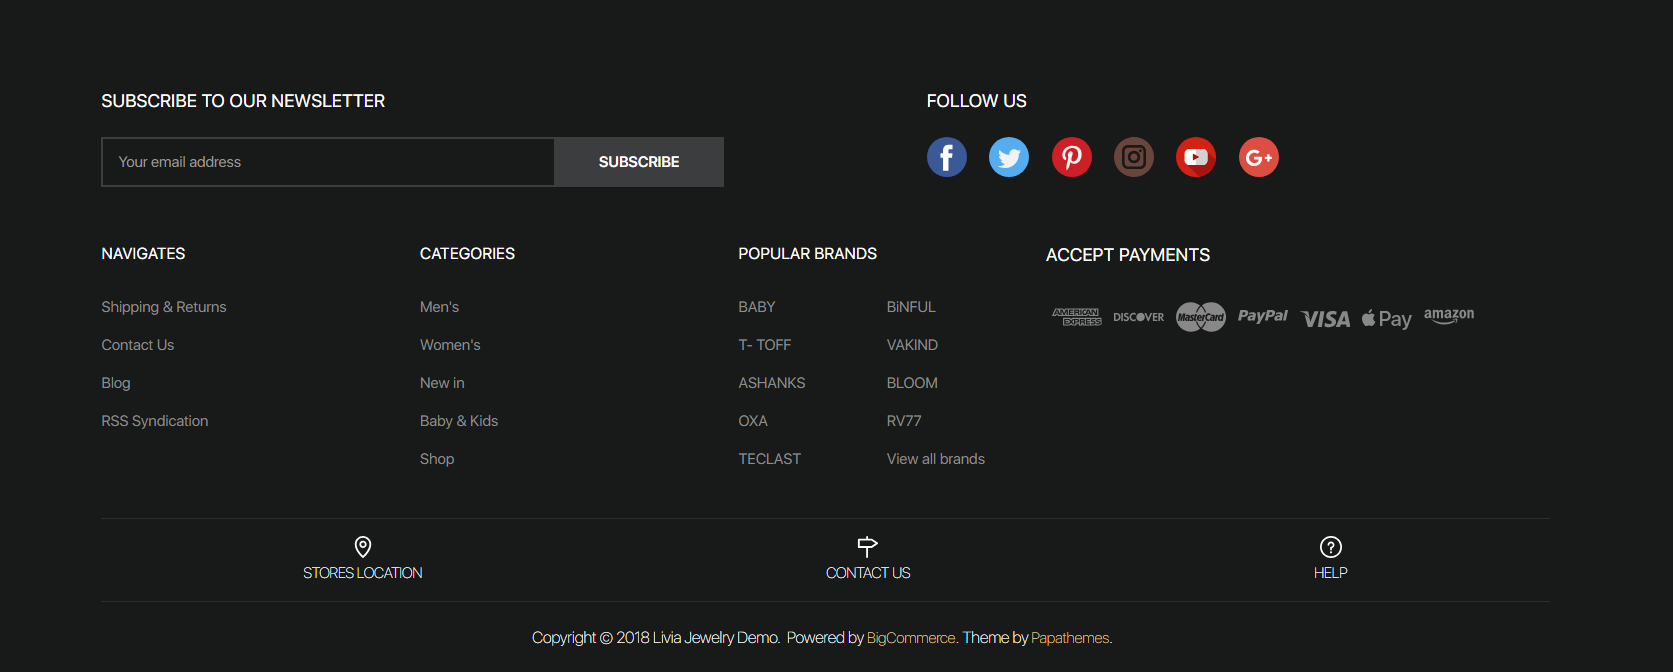 SUBSCRIBE TO OUR NEWSLETTER
Your email address
SUBSCRIBE
FOLLOW US
NAVIGATES
Shipping & Returns
Contact Us
Blog
RSS Syndication
CATEGORIES
Men's
Women's
New in
Baby & Kids
Shop
POPULAR BRANDS
BABY
T- TOFF
ASHANKS
OXA
TECLAST
BiNFUL
VAKIND
BLOOM
RV77
View all brands
ACCEPT PAYMENTS
AMERICAN EXPRESS
DISCOVER
MasterCard
PayPal
VISA
Pay
amazon
STORES LOCATION
CONTACT US
HELP
Copyright © 2018 Livia Jewelry Demo. Powered by BigCommerce. Theme by Papathemes.